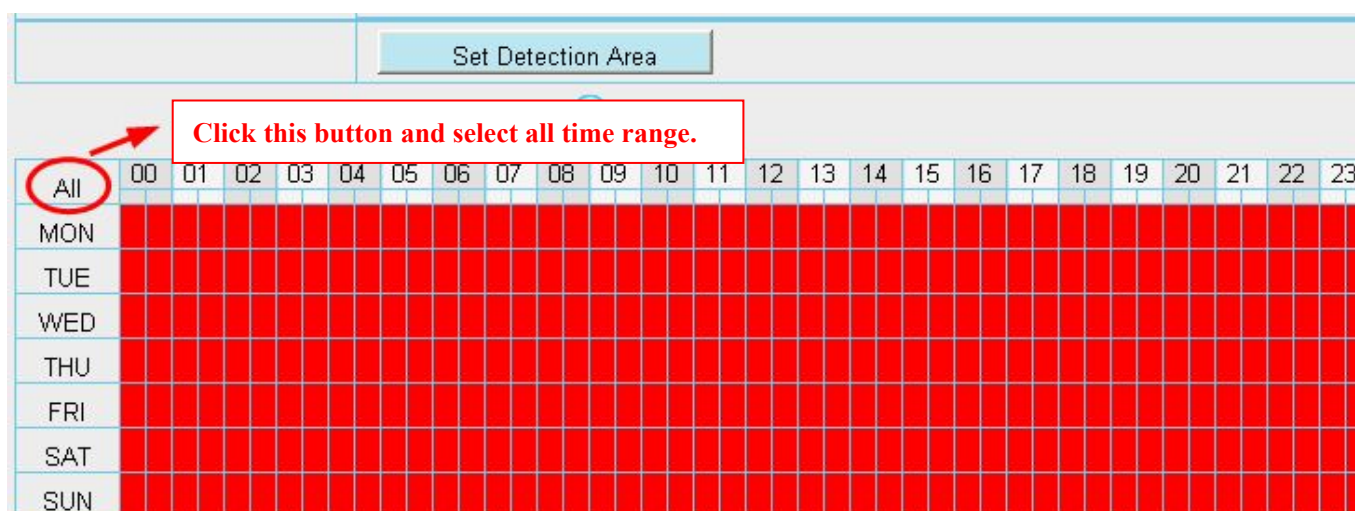 Set Detection Area
Click this button and select all time range.
All 00 01 02 03 04 05 06 07 08 09 10 11 12 13 14 15 16 17 18 19 20 21 22 23
MON
TUE
WED
THU
FRI
SAT
SUN